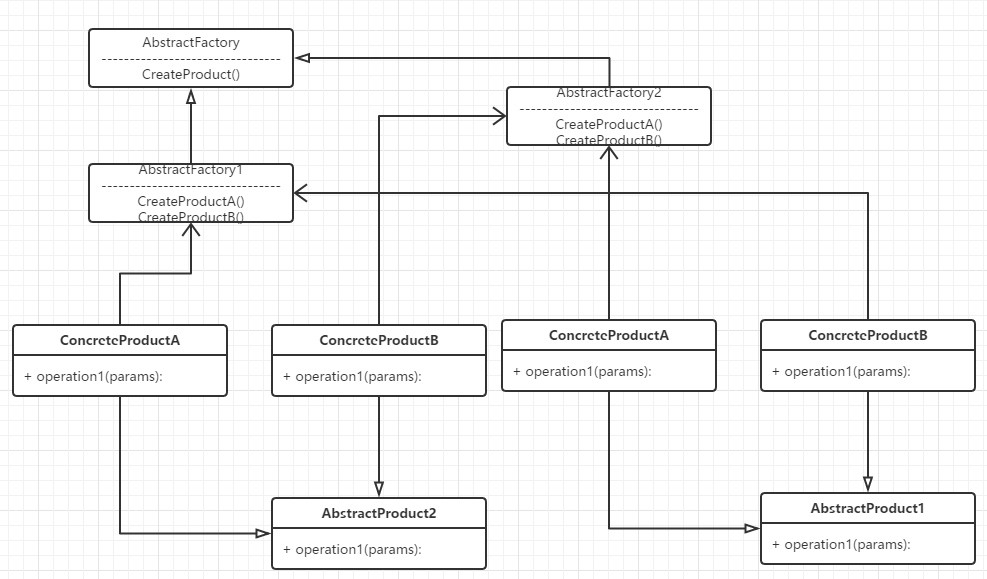 AbstractFactory
CreateProduct()
AbstractFactory2
CreateProductA()
CreateProductB()
AbstractFactory1
CreateProductA()
CreateProductB()
ConcreteProductA
+ operation1(params):
ConcreteProductB
+ operation1(params):
ConcreteProductA
+ operation1(params):
ConcreteProductB
+ operation1(params):
AbstractProduct2
+ operation1(params):
AbstractProduct1
+ operation1(params):